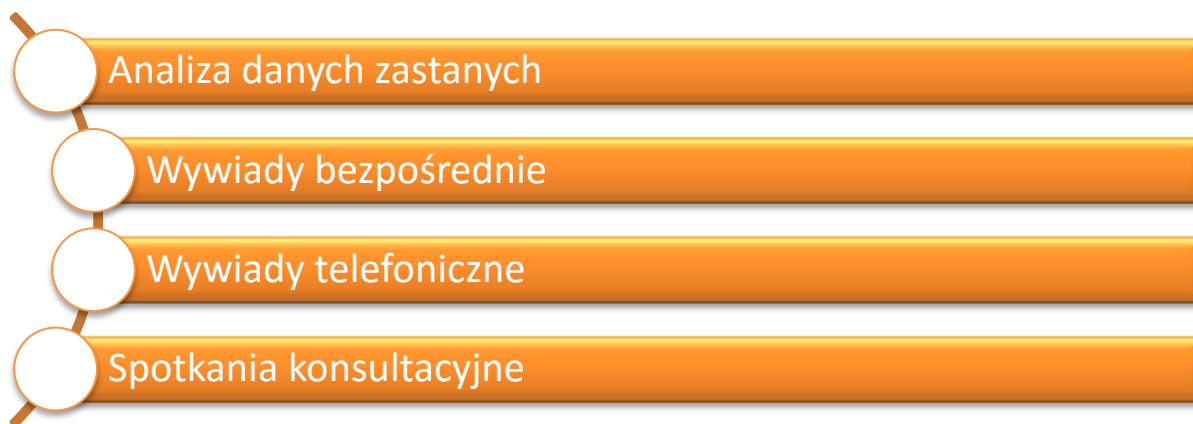 Analiza danych zastanych
Wywiady bezpośrednie
Wywiady telefoniczne
Spotkania konsultacyjne